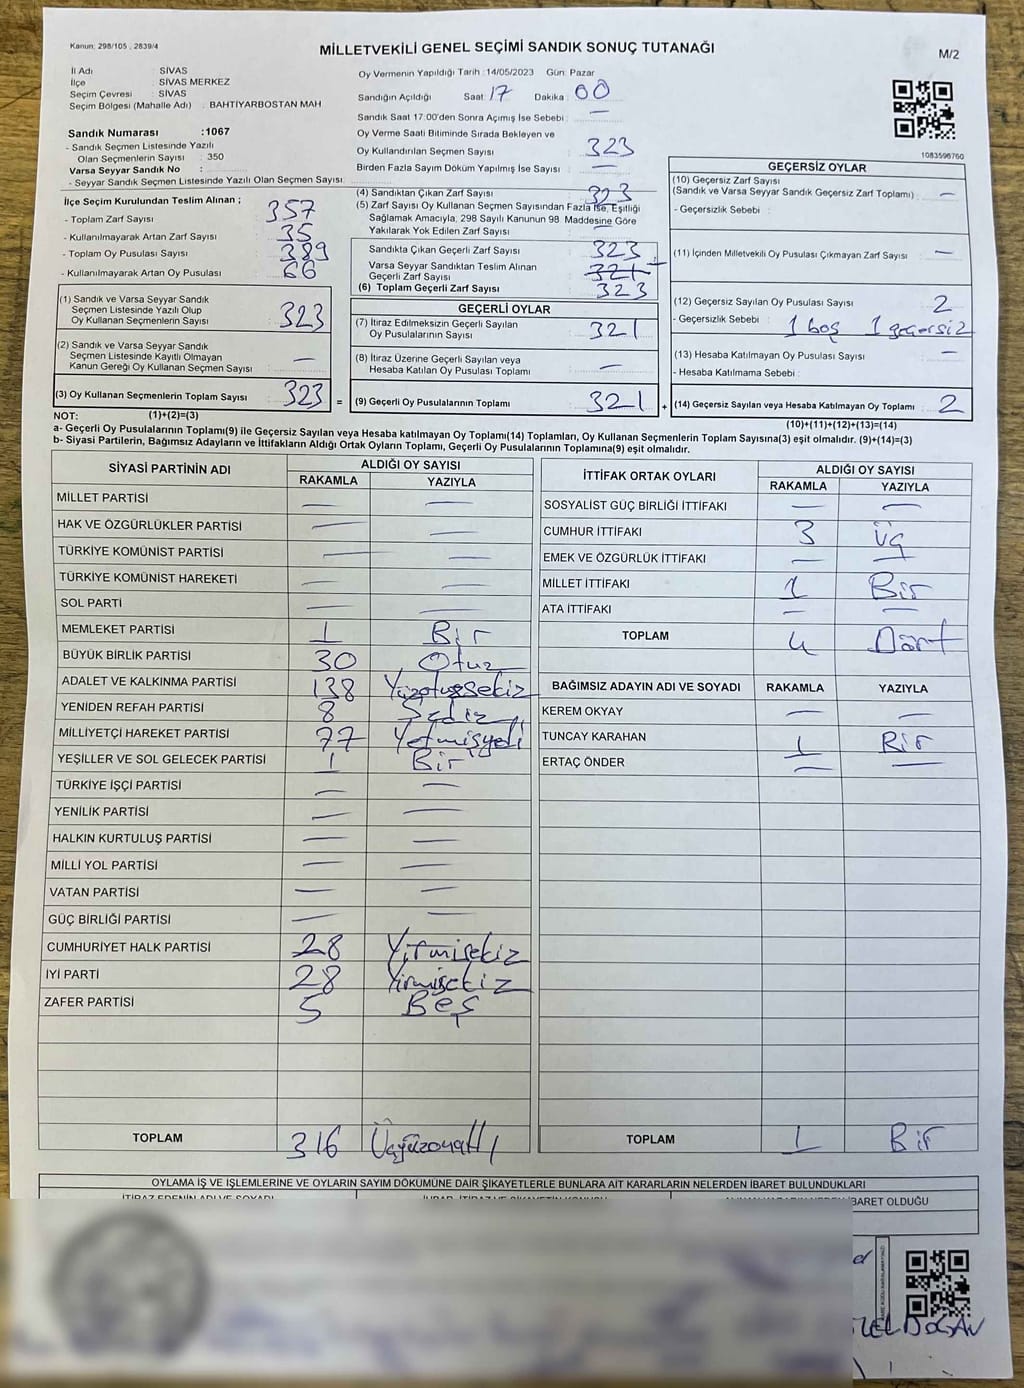 Kanun: 298/105 , 2839/4
MİLLETVEKİLİ GENEL SEÇİMİ SANDIK SONUÇ TUTANAĞI
M/2
İl Adı SİVAS
İlçe SİVAS MERKEZ
Seçim Çevresi : SİVAS
Seçim Bölgesi (Mahalle Adı) : BAHTİYARBOSTAN MAH
Sandık Numarası :1067
- Sandık Seçmen Listesinde Yazılı
Olan Seçmenlerin Sayısı : 350
Varsa Seyyar Sandık No :
- Seyyar Sandık Seçmen Listesinde Yazılı Olan Seçmen Sayısı:
Oy Vermenin Yapıldığı Tarih : 14/05/2023 Gün: Pazar
Sandığın Açıldığı Saat: 17 Dakika: 00
Sandık Saat 17:00'den Sonra Açımış İse Sebebi : —
Oy Verme Saati Bitiminde Sırada Bekleyen ve
Oy Kullandırılan Seçmen Sayısı : 323
Birden Fazla Sayım Döküm Yapılmış İse Sayısı : —
1083596760
İlçe Seçim Kurulundan Teslim Alınan ;
- Toplam Zarf Sayısı : 357
- Kullanılmayarak Artan Zarf Sayısı : 35
- Toplam Oy Pusulası Sayısı : 389
- Kullanılmayarak Artan Oy Pusulası : 66
(1) Sandık ve Varsa Seyyar Sandık
Seçmen Listesinde Yazılı Olup
Oy Kullanan Seçmenlerin Sayısı : 323
(2) Sandık ve Varsa Seyyar Sandık
Seçmen Listesinde Kayıtlı Olmayan
Kanun Gereği Oy Kullanan Seçmen Sayısı : —
(3) Oy Kullanan Seçmenlerin Toplam Sayısı : 323 =
(4) Sandıktan Çıkan Zarf Sayısı : 323
(5) Zarf Sayısı Oy Kullanan Seçmen Sayısından Fazla İse, Eşitliği
Sağlamak Amacıyla; 298 Sayılı Kanunun 98. Maddesine Göre
Yakılarak Yok Edilen Zarf Sayısı : —
Sandıkta Çıkan Geçerli Zarf Sayısı : 323
Varsa Seyyar Sandıktan Teslim Alınan
Geçerli Zarf Sayısı : 321
(6) Toplam Geçerli Zarf Sayısı : 323
GEÇERLİ OYLAR
(7) İtiraz Edilmeksizin Geçerli Sayılan
Oy Pusulalarının Sayısı : 321
(8) İtiraz Üzerine Geçerli Sayılan veya
Hesaba Katılan Oy Pusulası Toplamı : —
(9) Geçerli Oy Pusulalarının Toplamı : 321 +
GEÇERSİZ OYLAR
(10) Geçersiz Zarf Sayısı
(Sandık ve Varsa Seyyar Sandık Geçersiz Zarf Toplamı) : —
- Geçersizlik Sebebi :
(11) İçinden Milletvekili Oy Pusulası Çıkmayan Zarf Sayısı : —
(12) Geçersiz Sayılan Oy Pusulası Sayısı : 2
- Geçersizlik Sebebi : 1 boş 1 geçersiz
(13) Hesaba Katılmayan Oy Pusulası Sayısı : —
- Hesaba Katılmama Sebebi :
(14) Geçersiz Sayılan veya Hesaba Katılmayan Oy Toplamı : 2
NOT: (1)+(2)=(3)
(10)+(11)+(12)+(13)=(14)
a- Geçerli Oy Pusulalarının Toplamı(9) ile Geçersiz Sayılan veya Hesaba katılmayan Oy Toplamı(14) Toplamları, Oy Kullanan Seçmenlerin Toplam Sayısına(3) eşit olmalıdır. (9)+(14)=(3)
b- Siyasi Partilerin, Bağımsız Adayların ve İttifakların Aldığı Ortak Oyların Toplamı, Geçerli Oy Pusulalarının Toplamına(9) eşit olmalıdır.
SİYASİ PARTİNİN ADI ALDIĞI OY SAYISI
RAKAMLA YAZIYLA
MİLLET PARTİSİ — —
HAK VE ÖZGÜRLÜKLER PARTİSİ — —
TÜRKİYE KOMÜNİST PARTİSİ — —
TÜRKİYE KOMÜNİST HAREKETİ — —
SOL PARTİ — —
MEMLEKET PARTİSİ 1 Bir
BÜYÜK BİRLİK PARTİSİ 30 Otuz
ADALET VE KALKINMA PARTİSİ 138 Yüzotuzsekiz
YENİDEN REFAH PARTİSİ 8 Sekiz
MİLLİYETÇİ HAREKET PARTİSİ 77 Yetmişyedi
YEŞİLLER VE SOL GELECEK PARTİSİ 1 Bir
TÜRKİYE İŞÇİ PARTİSİ — —
YENİLİK PARTİSİ — —
HALKIN KURTULUŞ PARTİSİ — —
MİLLİ YOL PARTİSİ — —
VATAN PARTİSİ — —
GÜÇ BİRLİĞİ PARTİSİ — —
CUMHURİYET HALK PARTİSİ 28 Yirmisekiz
İYİ PARTİ 28 Yirmisekiz
ZAFER PARTİSİ 5 Beş
TOPLAM 316 Üçyüzonaltı
İTTİFAK ORTAK OYLARI ALDIĞI OY SAYISI
RAKAMLA YAZIYLA
SOSYALİST GÜÇ BİRLİĞİ İTTİFAKI — —
CUMHUR İTTİFAKI 3 Üç
EMEK VE ÖZGÜRLÜK İTTİFAKI — —
MİLLET İTTİFAKI 1 Bir
ATA İTTİFAKI — —
TOPLAM 4 Dört
BAĞIMSIZ ADAYIN ADI VE SOYADI RAKAMLA YAZIYLA
KEREM OKYAY — —
TUNCAY KARAHAN 1 Bir
ERTAÇ ÖNDER — —
TOPLAM 1 Bir
OYLAMA İŞ VE İŞLEMLERİNE VE OYLARIN SAYIM DÖKÜMÜNE DAİR ŞİKAYETLERLE BUNLARA AİT KARARLARIN NELERDEN İBARET BULUNDUKLARI
İBARET OLDUĞU
DOĞAN